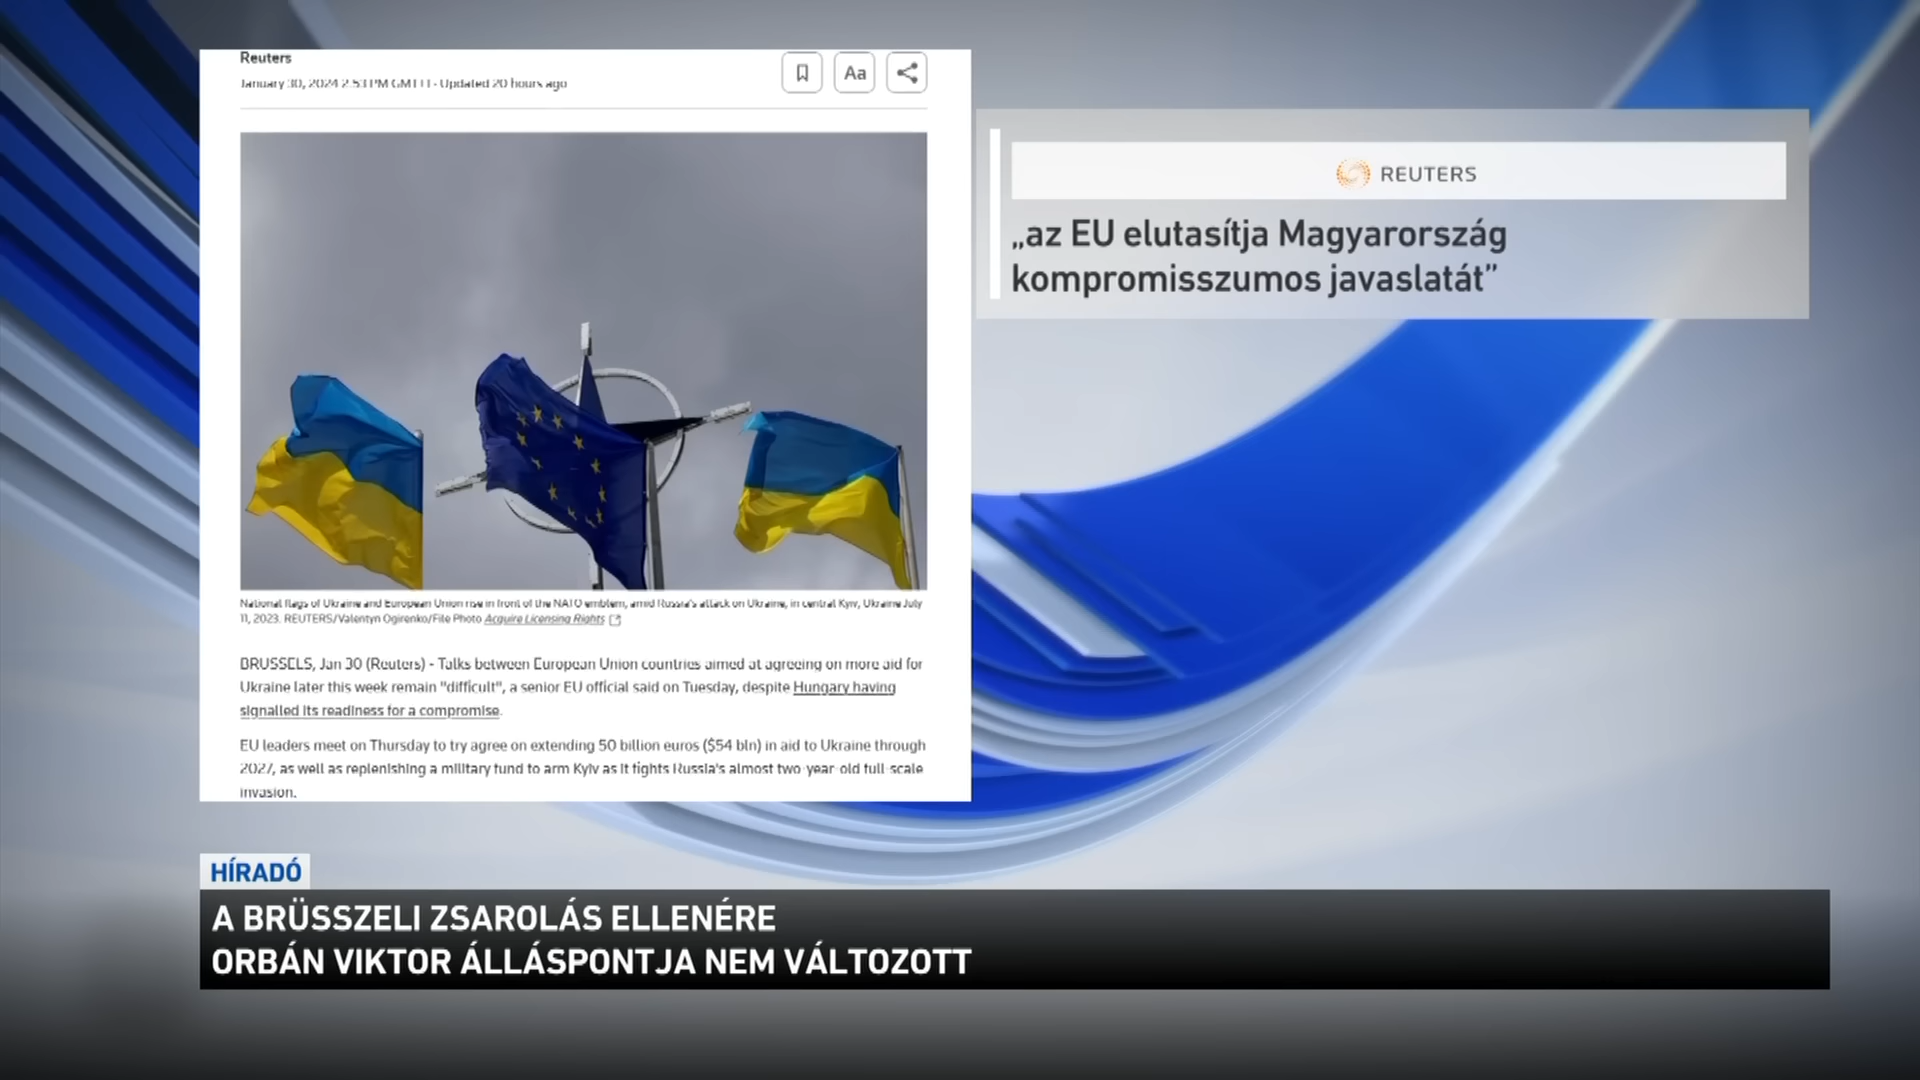 Reuters
January 30, 2024 2:53 PM GMT+1 · Updated 20 hours ago
Aa
National flags of Ukraine and European Union rise in front of the NATO emblem, amid Russia's attack on Ukraine, in central Kyiv, Ukraine July
11, 2023. REUTERS/Valentyn Ogirenko/File Photo Acquire Licensing Rights
BRUSSELS, Jan 30 (Reuters) - Talks between European Union countries aimed at agreeing on more aid for
Ukraine later this week remain "difficult", a senior EU official said on Tuesday, despite Hungary having
signalled its readiness for a compromise.
EU leaders meet on Thursday to try agree on extending 50 billion euros ($54 bln) in aid to Ukraine through
2027, as well as replenishing a military fund to arm Kyiv as it fights Russia's almost two-year-old full-scale
invasion.
REUTERS
„az EU elutasítja Magyarország
kompromisszumos javaslatát”
HÍRADÓ
A BRÜSSZELI ZSAROLÁS ELLENÉRE
ORBÁN VIKTOR ÁLLÁSPONTJA NEM VÁLTOZOTT